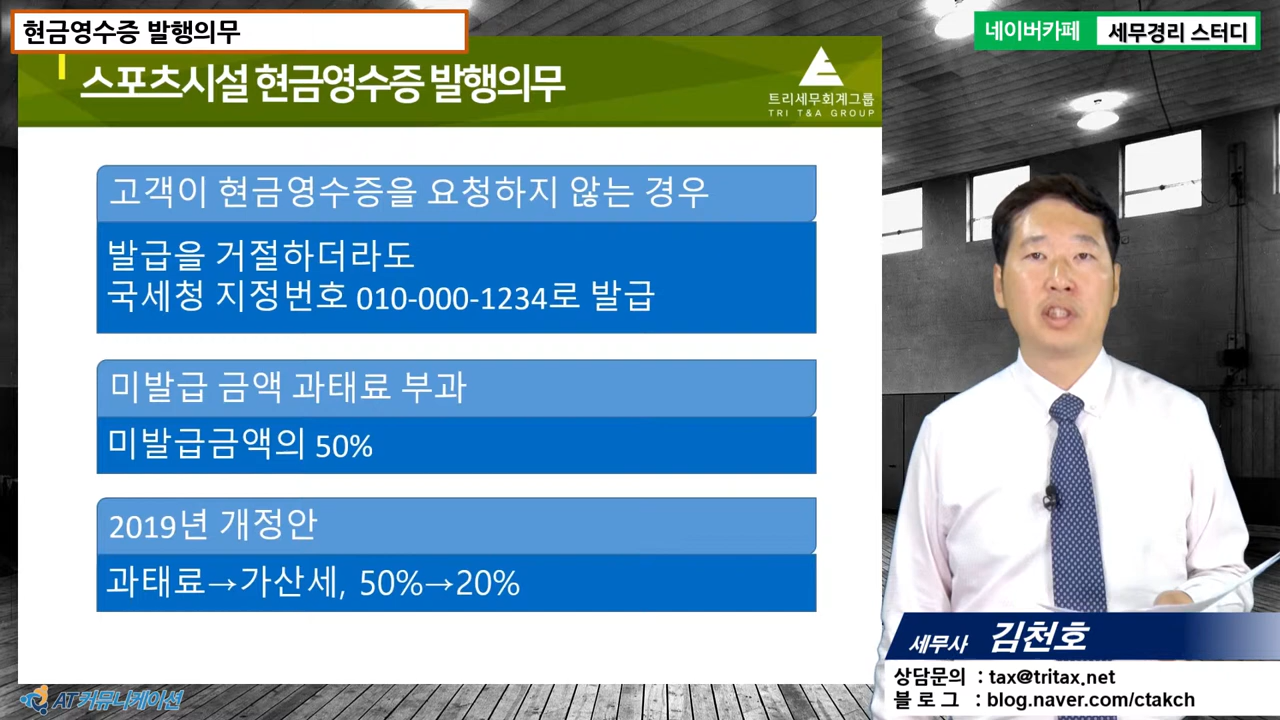 현금영수증 발행의무
네이버카페 세무경리 스터디
스포츠시설 현금영수증 발행의무
트리세무회계그룹
TRI T&A GROUP
고객이 현금영수증을 요청하지 않는 경우
발급을 거절하더라도
국세청 지정번호 010-000-1234로 발급
미발급 금액 과태료 부과
미발급금액의 50%
2019년 개정안
과태료→가산세, 50%→20%
세무사 김천호
상담문의 : tax@tritax.net
블로그 : blog.naver.com/ctakch
AT커뮤니케이션